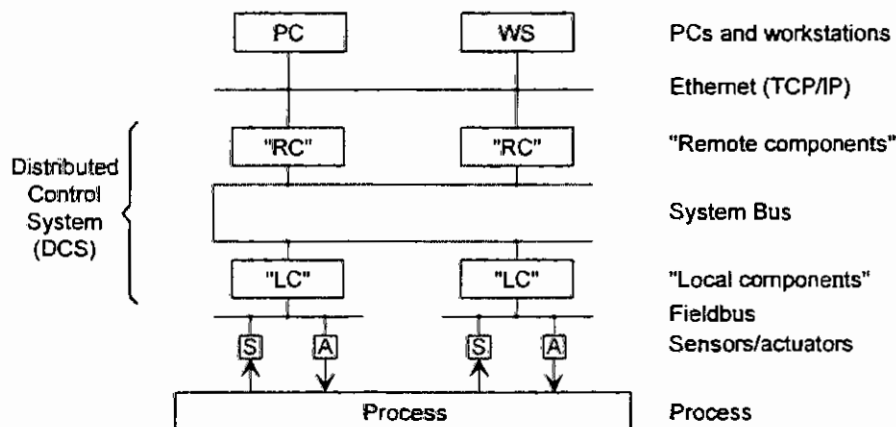 PC WS PCs and workstations
Ethernet (TCP/IP)
"RC" "RC" "Remote components"
Distributed
Control
System
(DCS)
System Bus
"LC" "LC" "Local components"
Fieldbus
S A S A Sensors/actuators
Process Process